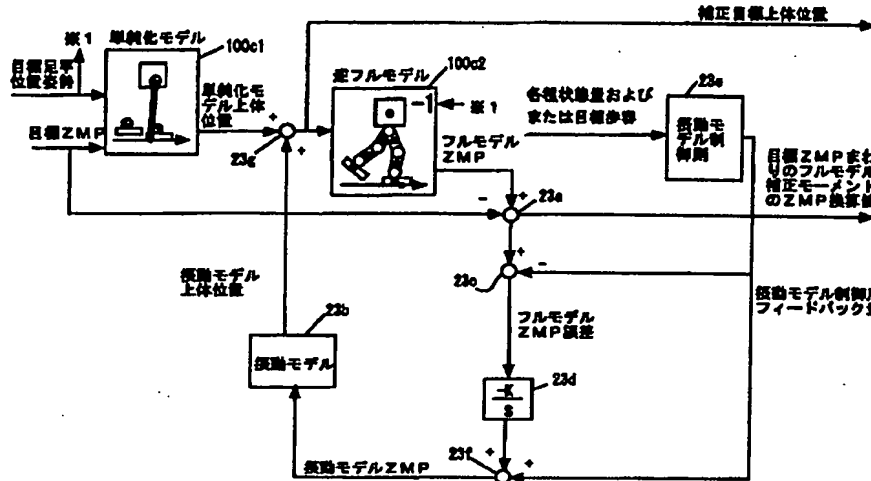 補正目標上体位置
※1
単純化モデル
100c1
目標足平
位置姿勢
目標ZMP
単純化モ
デル上体
位置
+
+
23g
逆フルモデル
100c2
-1
※1
フルモデル
ZMP
各種状態量および
または目標歩容
23e
振動モ
デル制
御則
目標ZMPまわ
りのフルモデル
補正モーメント
のZMP換算値
+
-
23a
+
-
23c
振動モデル
上体位置
23b
振動モデル
フルモデル
ZMP誤差
振動モデル制御用
フィードバック量
-K
S
23d
+
+
23f
振動モデルZMP